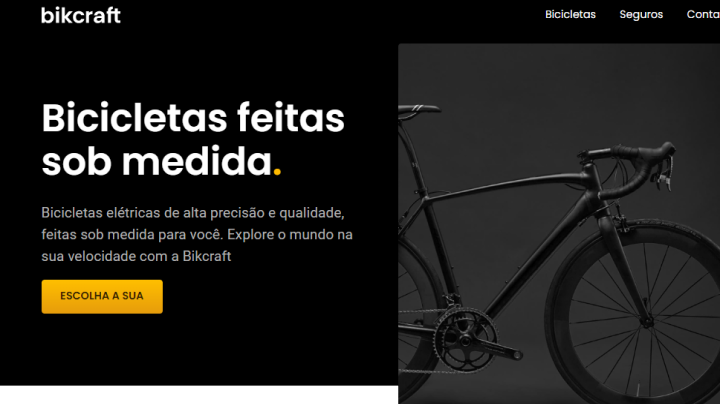 bikcraft
Bicicletas Seguros
Bicicletas feitas
sob medida.
Bicicletas elétricas de alta precisão e qualidade,
feitas sob medida para você. Explore o mundo na
sua velocidade com a Bikcraft
ESCOLHA A SUA